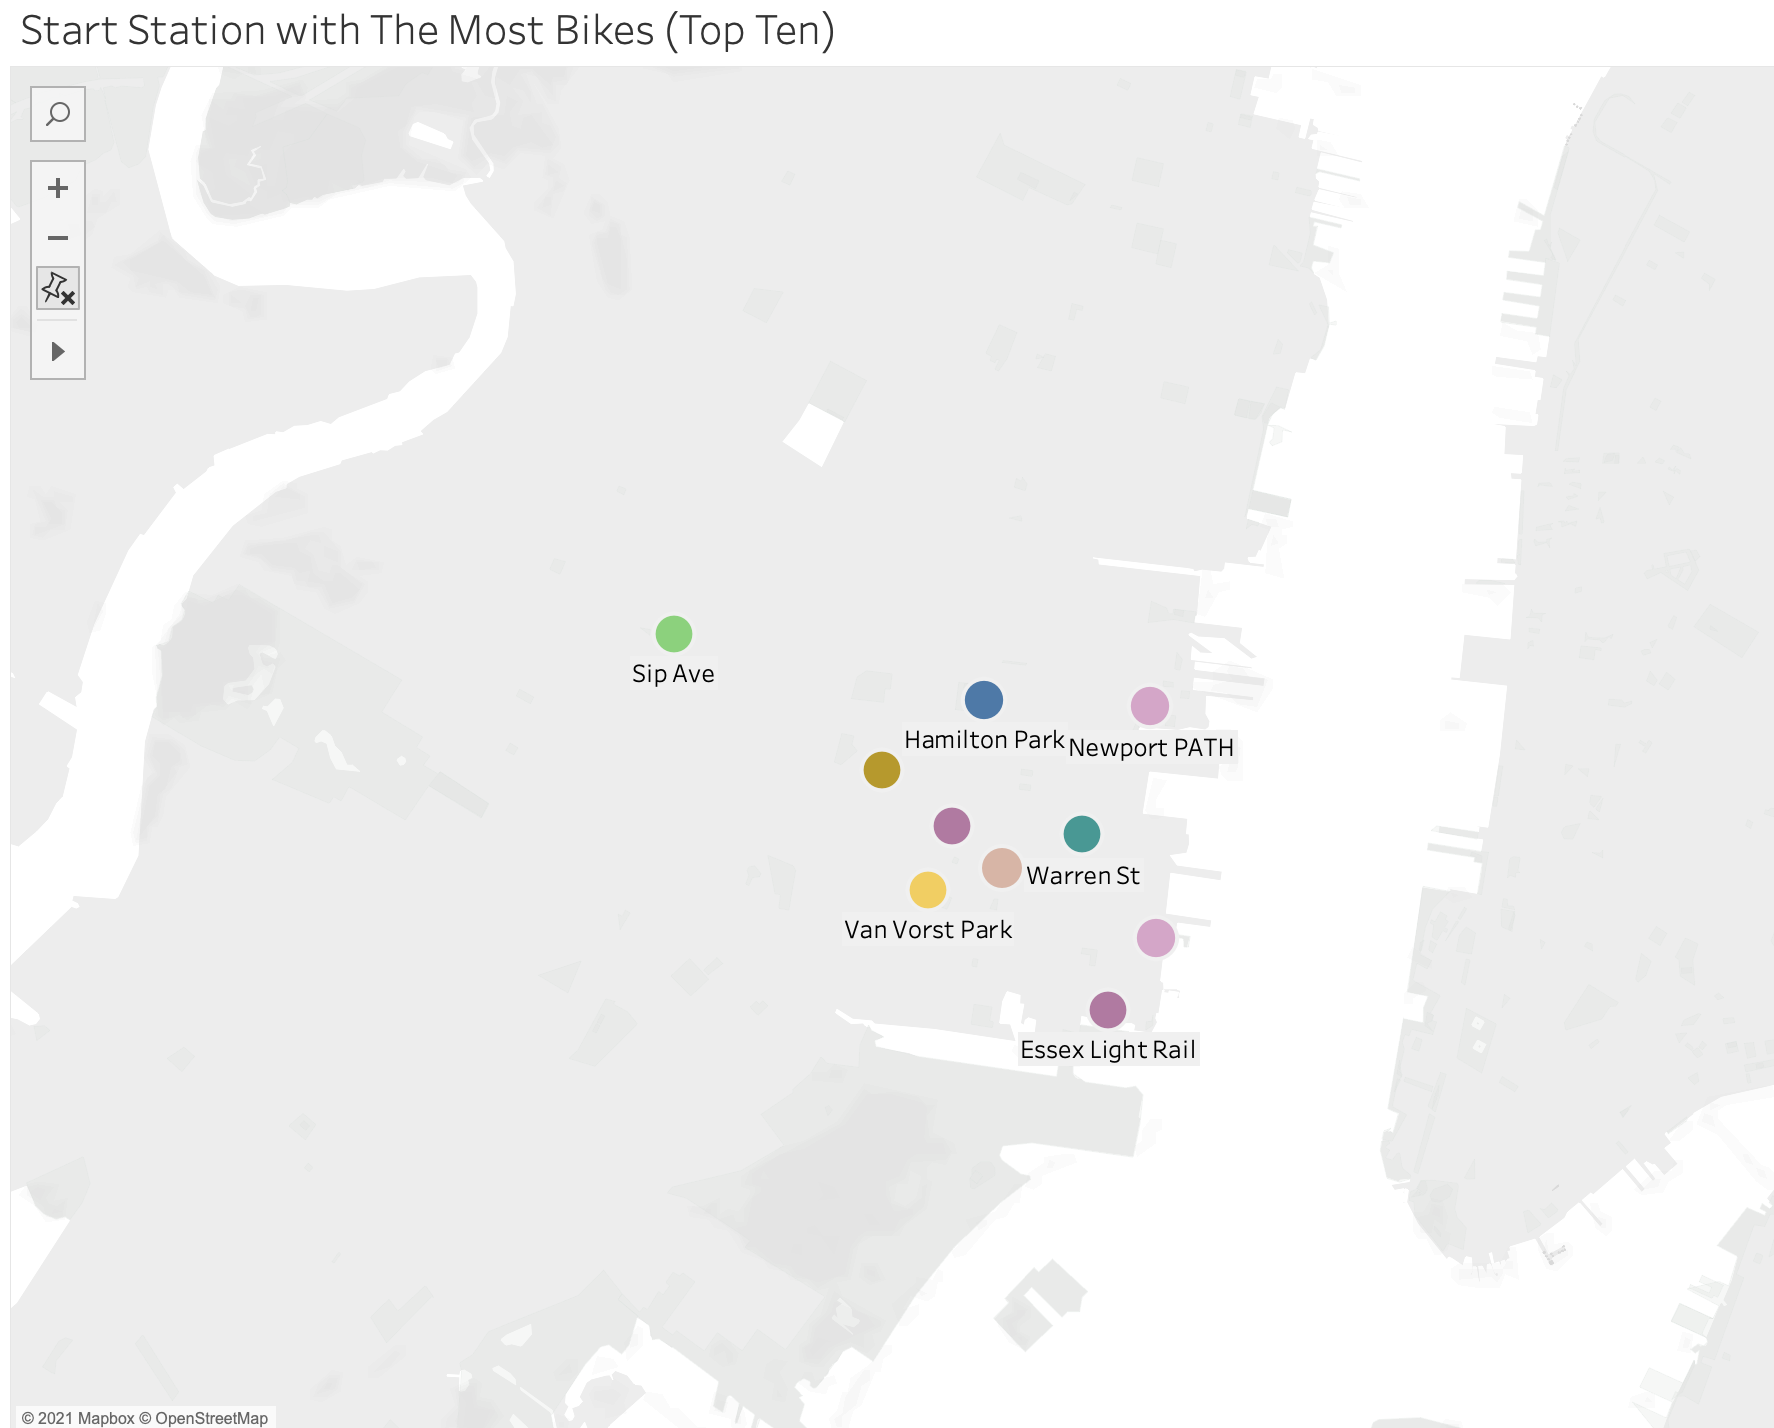 Start Station with The Most Bikes (Top Ten)
Sip Ave
Hamilton Park
Newport PATH
Warren St
Van Vorst Park
Essex Light Rail
© 2021 Mapbox © OpenStreetMap